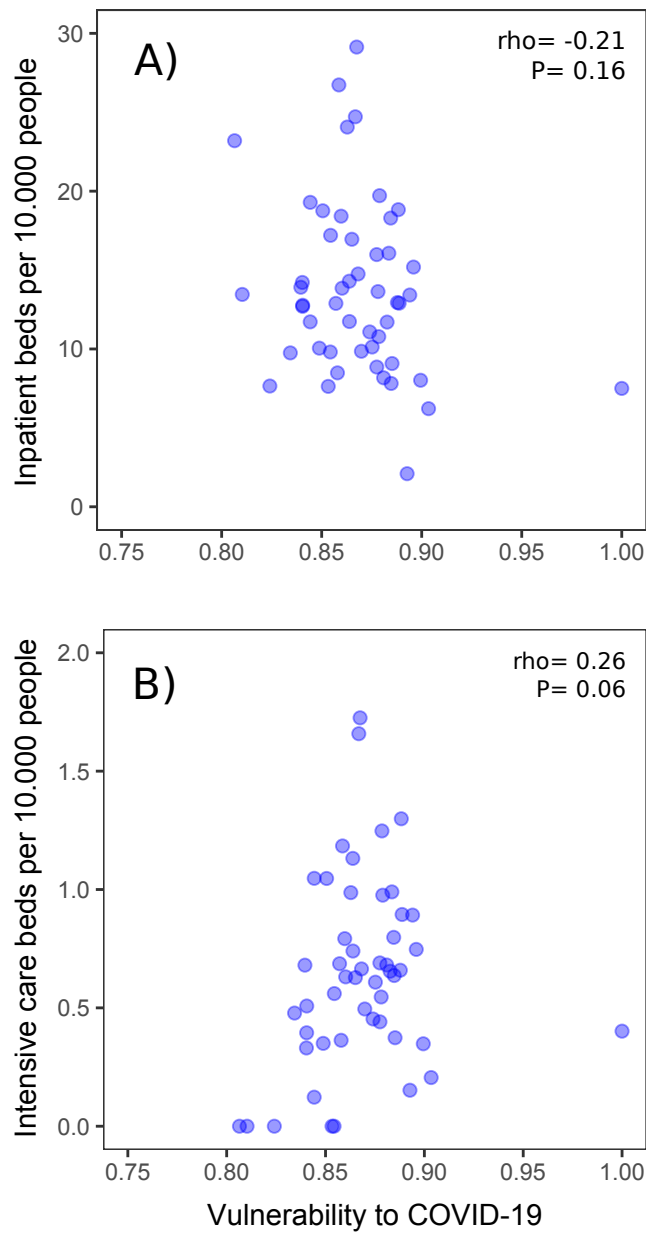 A)
rho= -0.21
P= 0.16
Inpatient beds per 10.000 people
30
20
10
0
0.75 0.80 0.85 0.90 0.95 1.00
B)
rho= 0.26
P= 0.06
Intensive care beds per 10.000 people
2.0
1.5
1.0
0.5
0.0
0.75 0.80 0.85 0.90 0.95 1.00
Vulnerability to COVID-19